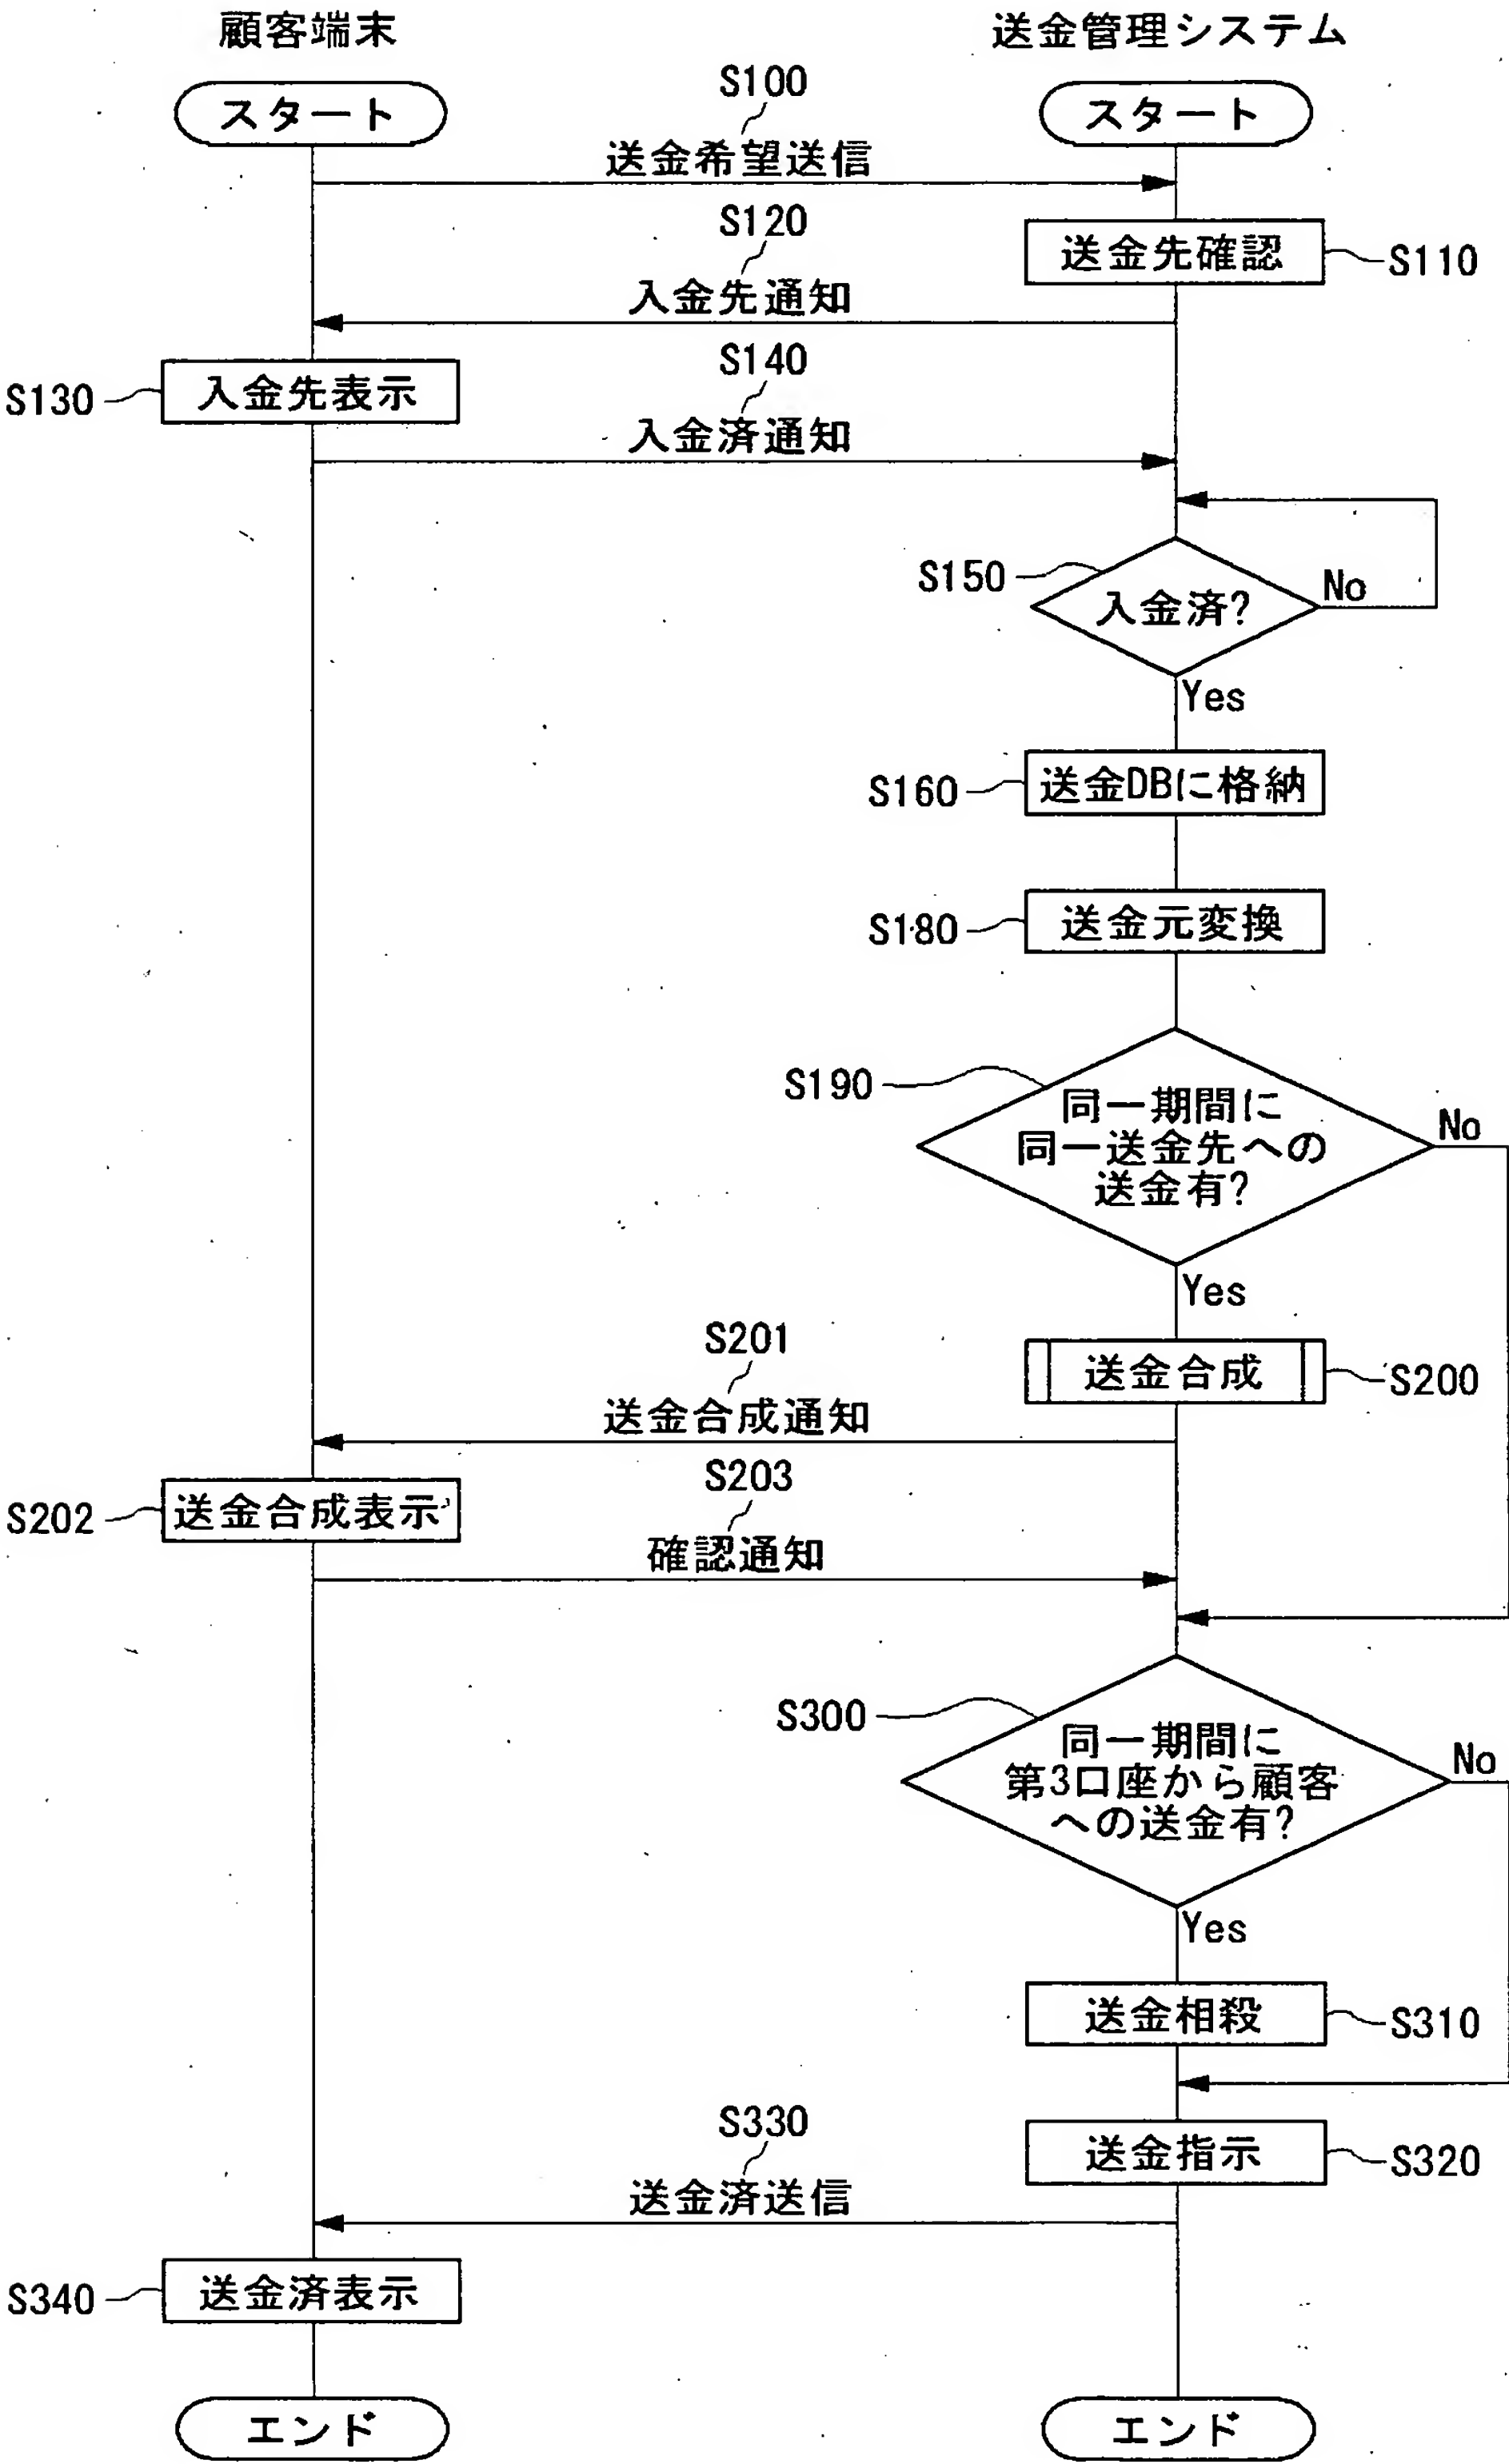 顧客端末
送金管理システム
スタート
スタート
S100
送金希望送信
送金先確認
S110
S120
入金先通知
S130
入金先表示
S140
入金済通知
S150
入金済?
No
Yes
S160
送金DBに格納
S180
送金元変換
S190
同一期間に
同一送金先への
送金有?
No
Yes
送金合成
S200
S201
送金合成通知
S202
送金合成表示
S203
確認通知
S300
同一期間に
第3口座から顧客
への送金有?
No
Yes
送金相殺
S310
送金指示
S320
S330
送金済送信
S340
送金済表示
エンド
エンド